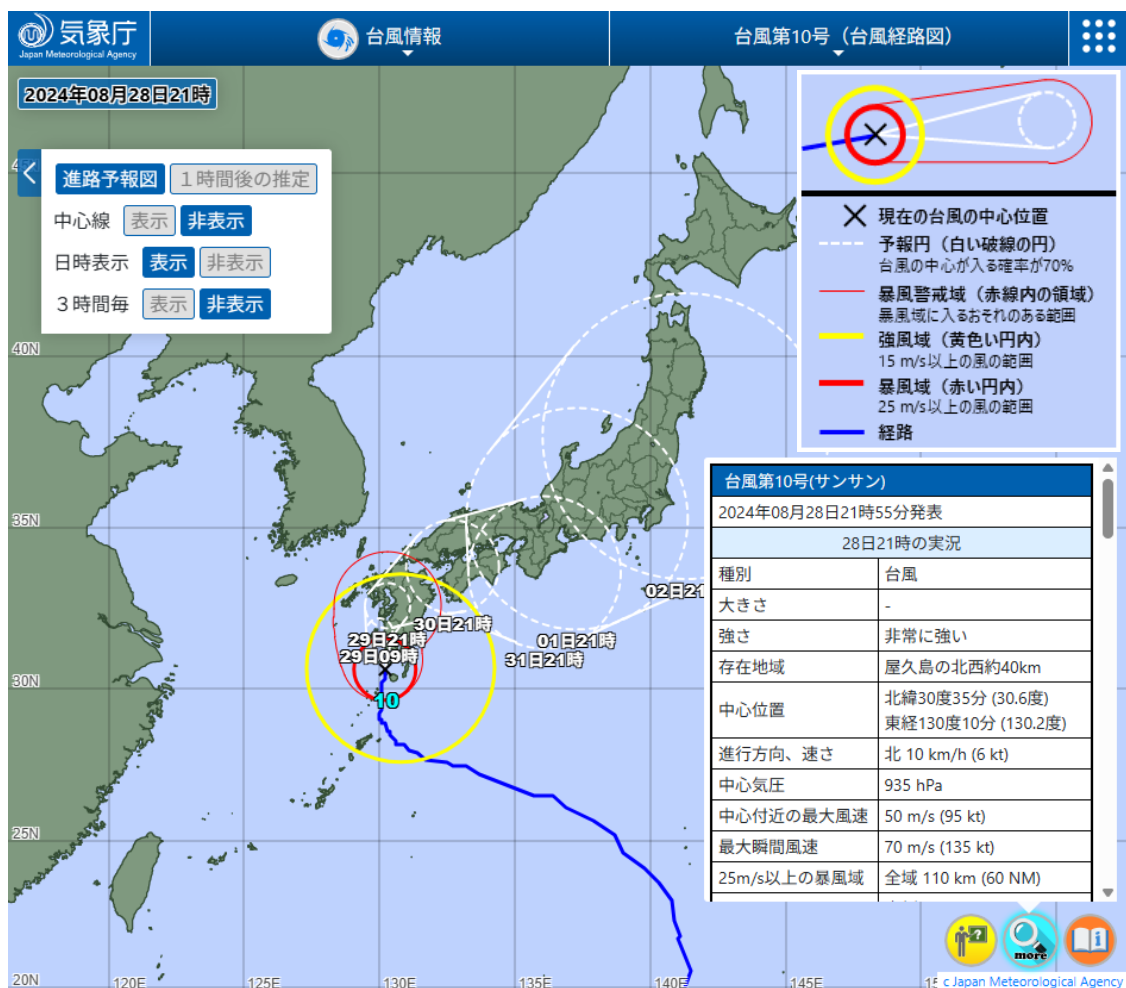 気象庁
Japan Meteorological Agency
台風情報
台風第10号（台風経路図）
2024年08月28日21時
進路予報図
１時間後の推定
中心線 表示 非表示
日時表示 表示 非表示
３時間毎 表示 非表示
現在の台風の中心位置
予報円（白い破線の円）
台風の中心が入る確率が70%
暴風警戒域（赤線内の領域）
暴風域に入るおそれのある範囲
強風域（黄色い円内）
15 m/s以上の風の範囲
暴風域（赤い円内）
25 m/s以上の風の範囲
経路
40N
35N
30N
25N
20N
120E
125E
130E
135E
140E
145E
02日21
30日21時
29日21時
01日21時
29日09時
31日21時
10
台風第10号(サンサン)
2024年08月28日21時55分発表
28日21時の実況
種別 台風
大きさ -
強さ 非常に強い
存在地域 屋久島の北西約40km
中心位置 北緯30度35分 (30.6度)
東経130度10分 (130.2度)
進行方向、速さ 北 10 km/h (6 kt)
中心気圧 935 hPa
中心付近の最大風速 50 m/s (95 kt)
最大瞬間風速 70 m/s (135 kt)
25m/s以上の暴風域 全域 110 km (60 NM)
more
c Japan Meteorological Agency